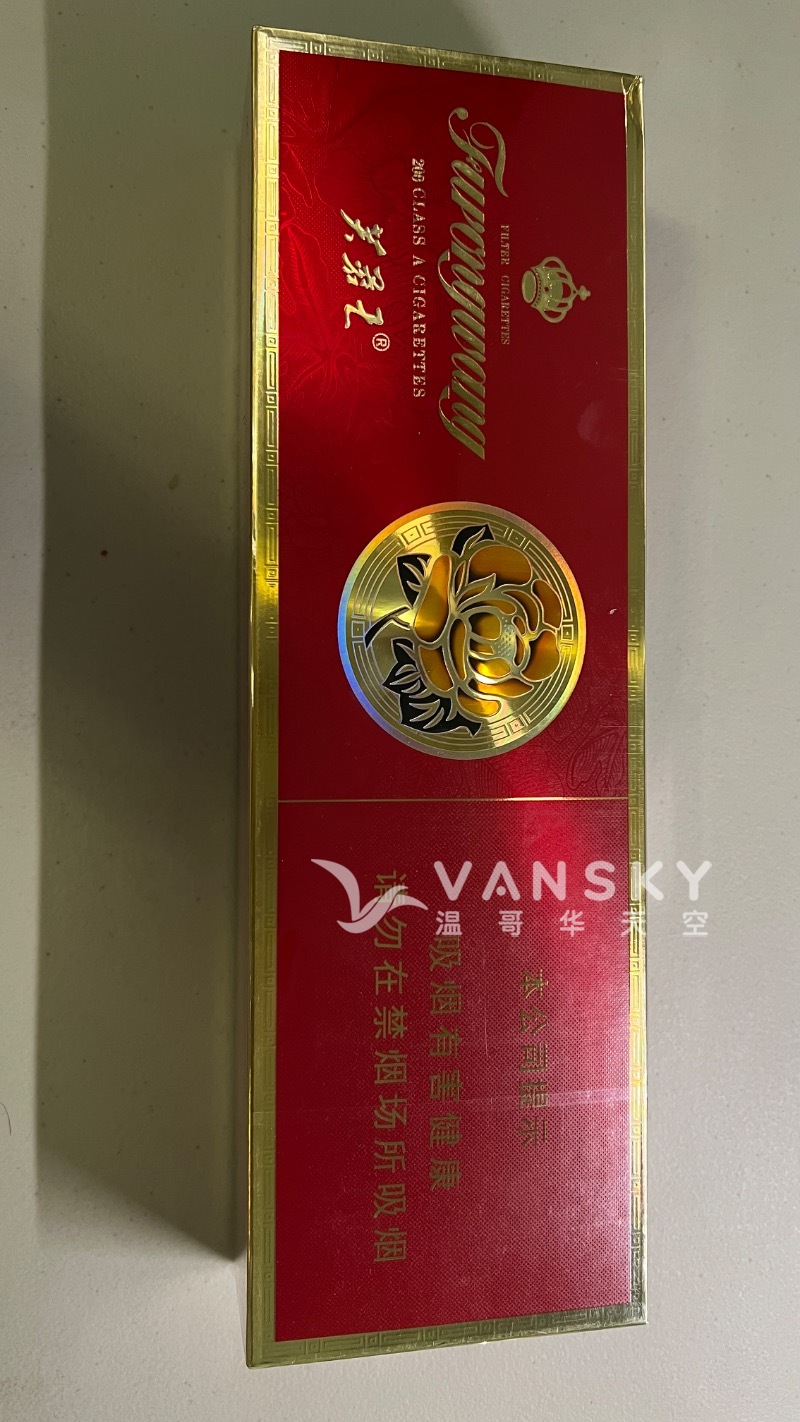 FILTER CIGARETTES
Furongwang
200 CLASS A CIGARETTES
芙蓉王®
本公司提示
吸烟有害健康
请勿在禁烟场所吸烟
VANSKY
温哥华天空